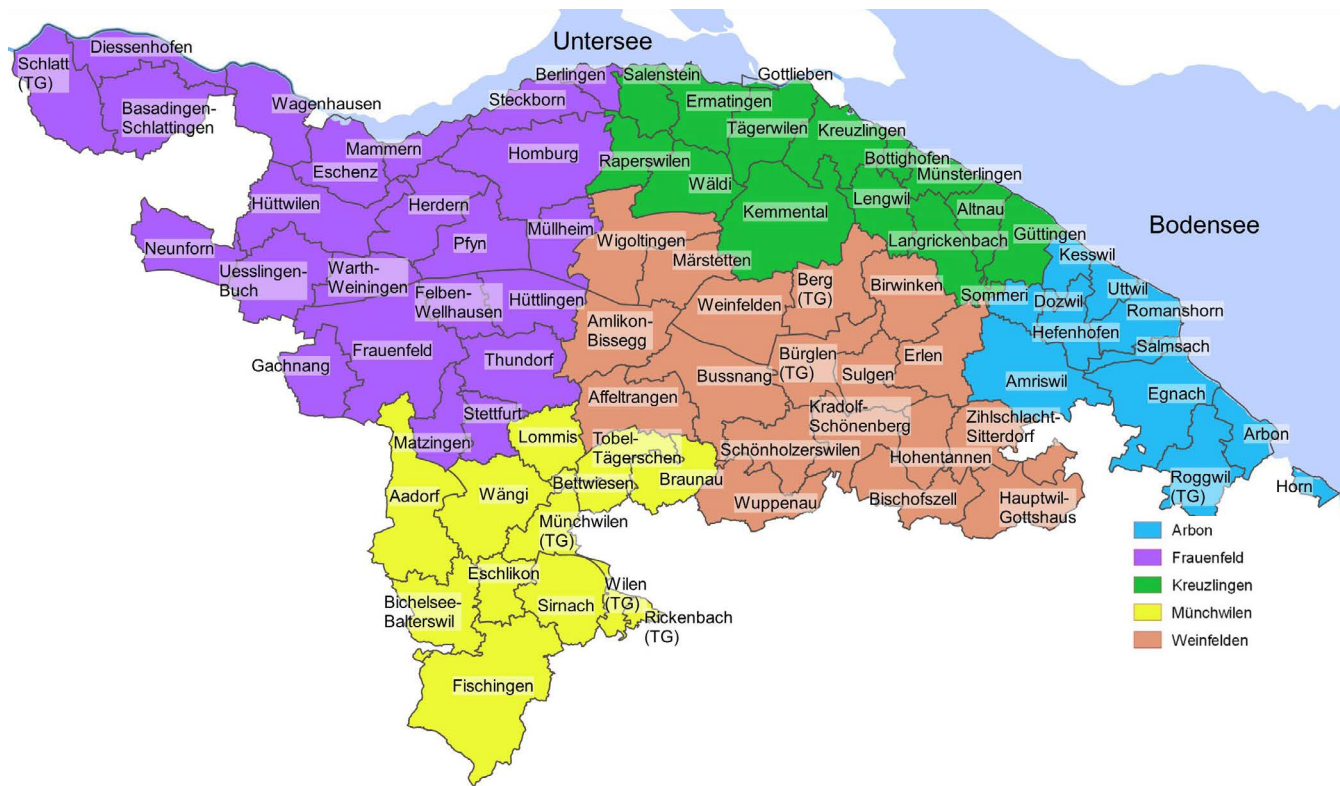 Untersee
Bodensee
Diessenhofen
Schlatt
(TG)
Basadingen-
Schlattingen
Wagenhausen
Berlingen
Salenstein
Gottlieben
Steckborn
Ermatingen
Tägerwilen
Kreuzlingen
Mammern
Homburg
Raperswilen
Bottighofen
Eschenz
Wäldi
Münsterlingen
Hüttwilen
Herdern
Kemmental
Lengwil
Altnau
Neunforn
Pfyn
Müllheim
Wigoltingen
Langrickenbach
Güttingen
Märstetten
Kesswil
Uesslingen-
Buch
Warth-
Weiningen
Felben-
Wellhausen
Hüttlingen
Weinfelden
Berg
(TG)
Birwinken
Sommeri
Dozwil
Uttwil
Romanshorn
Amlikon-
Bissegg
Hefenhofen
Salmsach
Gachnang
Frauenfeld
Thundorf
Bussnang
Bürglen
(TG)
Sulgen
Erlen
Amriswil
Egnach
Affeltrangen
Stettfurt
Kradolf-
Schönenberg
Zihlschlacht-
Sitterdorf
Matzingen
Lommis
Tobel-
Tägerschen
Schönholzerswilen
Hohentannen
Arbon
Aadorf
Wängi
Bettwiesen
Braunau
Wuppenau
Bischofszell
Hauptwil-
Gottshaus
Roggwil
(TG)
Horn
Münchwilen
(TG)
Eschlikon
Bichelsee-
Balterswil
Sirnach
Wilen
(TG)
Rickenbach
(TG)
Fischingen
Arbon
Frauenfeld
Kreuzlingen
Münchwilen
Weinfelden